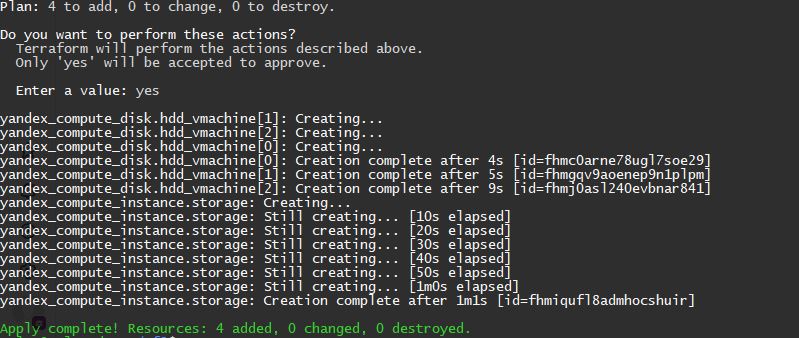 Plan: 4 to add, 0 to change, 0 to destroy.
Do you want to perform these actions?
Terraform will perform the actions described above.
Only 'yes' will be accepted to approve.
Enter a value: yes
yandex_compute_disk.hdd_vmachine[1]: Creating...
yandex_compute_disk.hdd_vmachine[2]: Creating...
yandex_compute_disk.hdd_vmachine[0]: Creating...
yandex_compute_disk.hdd_vmachine[0]: Creation complete after 4s [id=fhmc0arne78ugl7soe29]
yandex_compute_disk.hdd_vmachine[1]: Creation complete after 5s [id=fhmgqv9aoenep9n1plpm]
yandex_compute_disk.hdd_vmachine[2]: Creation complete after 9s [id=fhmj0asl240evbnar841]
yandex_compute_instance.storage: Creating...
yandex_compute_instance.storage: Still creating... [10s elapsed]
yandex_compute_instance.storage: Still creating... [20s elapsed]
yandex_compute_instance.storage: Still creating... [30s elapsed]
yandex_compute_instance.storage: Still creating... [40s elapsed]
yandex_compute_instance.storage: Still creating... [50s elapsed]
yandex_compute_instance.storage: Still creating... [1m0s elapsed]
yandex_compute_instance.storage: Creation complete after 1m1s [id=fhmiqufl8admhocshuir]
Apply complete! Resources: 4 added, 0 changed, 0 destroyed.